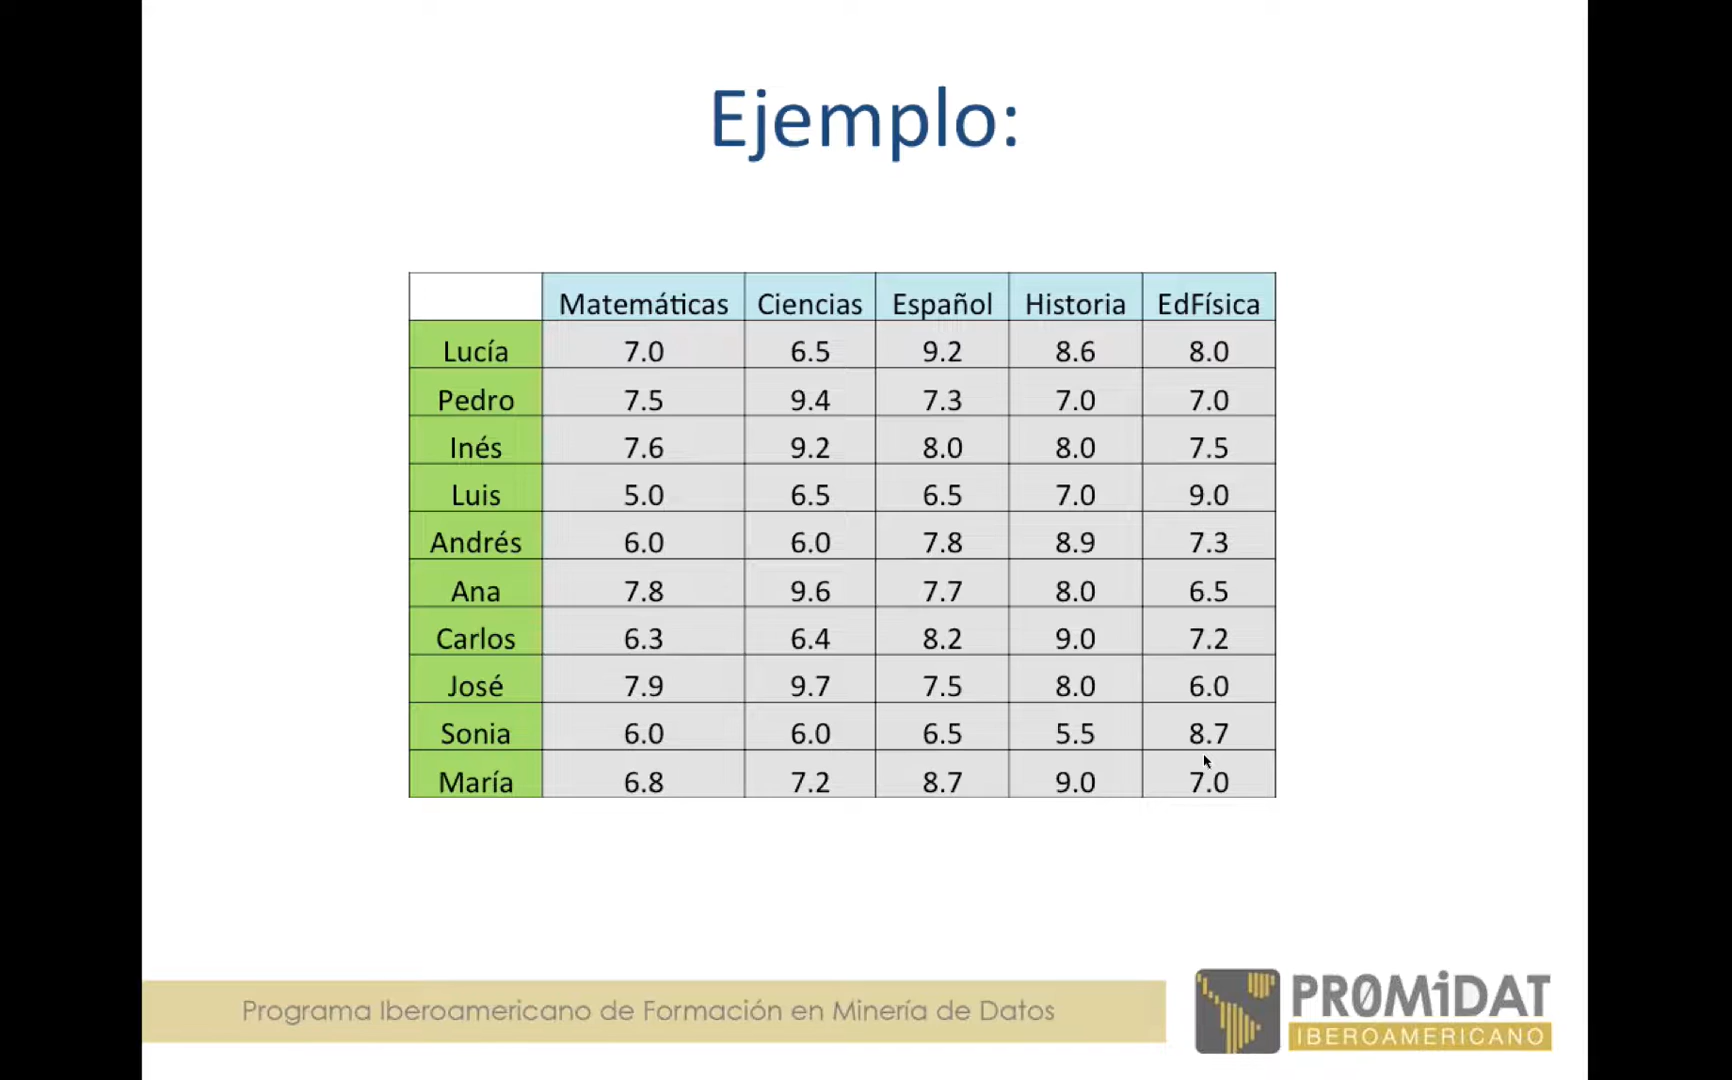 Ejemplo:
Matemáticas Ciencias Español Historia EdFísica
Lucía 7.0 6.5 9.2 8.6 8.0
Pedro 7.5 9.4 7.3 7.0 7.0
Inés 7.6 9.2 8.0 8.0 7.5
Luis 5.0 6.5 6.5 7.0 9.0
Andrés 6.0 6.0 7.8 8.9 7.3
Ana 7.8 9.6 7.7 8.0 6.5
Carlos 6.3 6.4 8.2 9.0 7.2
José 7.9 9.7 7.5 8.0 6.0
Sonia 6.0 6.0 6.5 5.5 8.7
María 6.8 7.2 8.7 9.0 7.0
Programa Iberoamericano de Formación en Minería de Datos
PR0MiDAT
IBEROAMERICANO